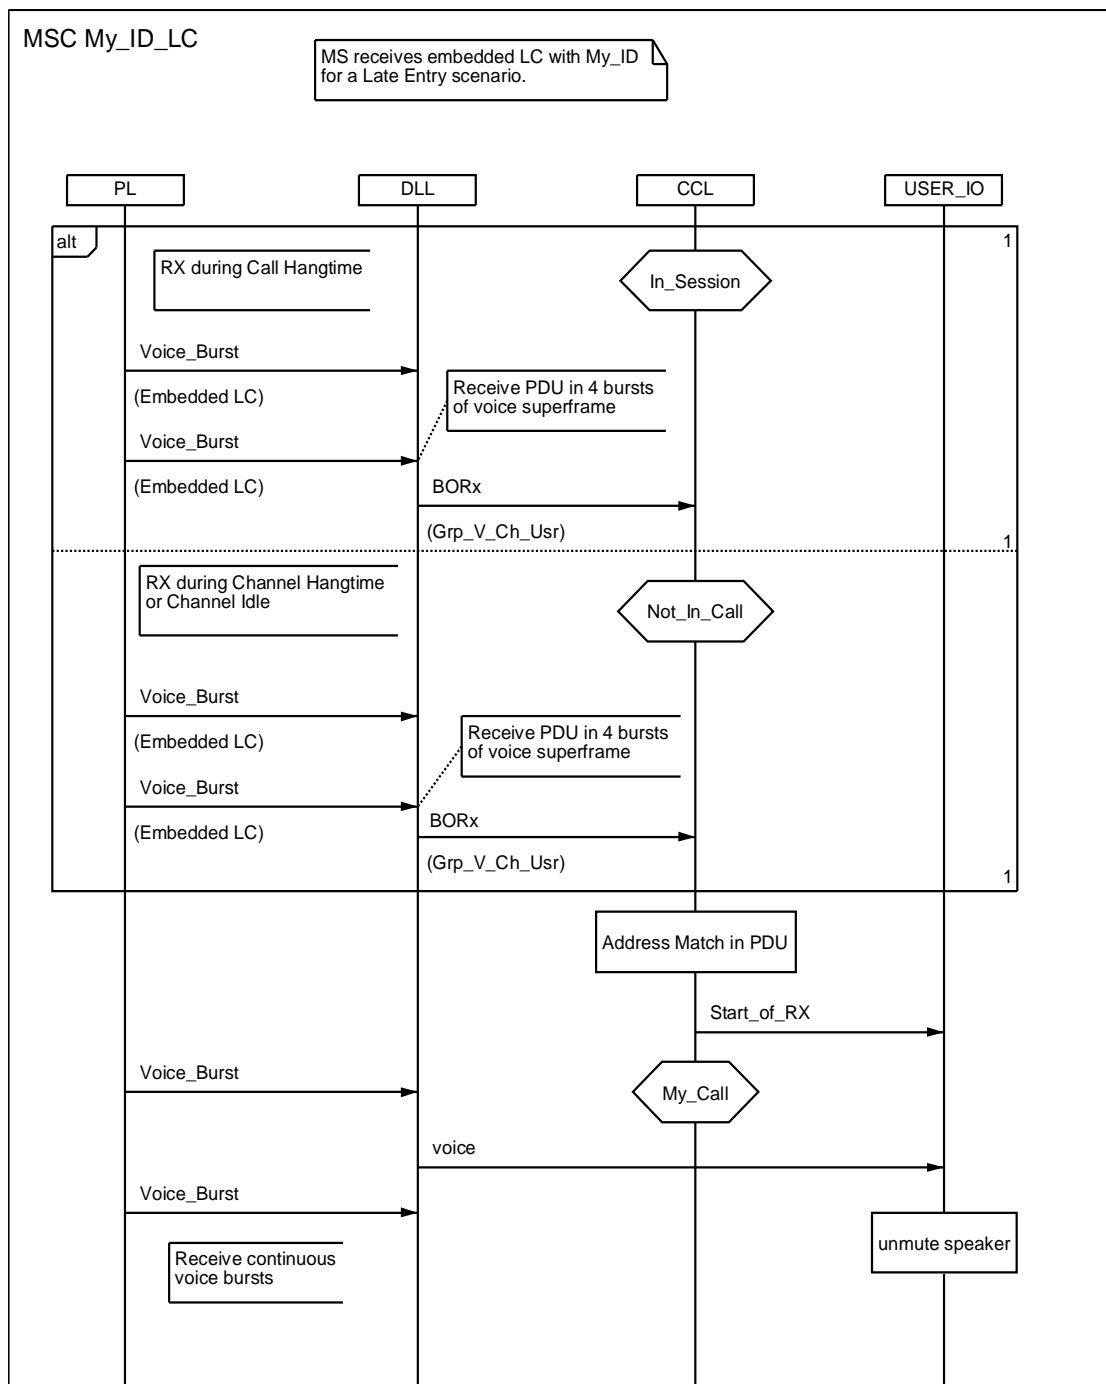 MSC My_ID_LC
MS receives embedded LC with My_ID
for a Late Entry scenario.
PL
DLL
CCL
USER_IO
alt
1
RX during Call Hangtime
In_Session
Voice_Burst
(Embedded LC)
Receive PDU in 4 bursts
of voice superframe
Voice_Burst
(Embedded LC)
BORx
(Grp_V_Ch_Usr)
1
RX during Channel Hangtime
or Channel Idle
Not_In_Call
Voice_Burst
(Embedded LC)
Receive PDU in 4 bursts
of voice superframe
Voice_Burst
(Embedded LC)
BORx
(Grp_V_Ch_Usr)
1
Address Match in PDU
Start_of_RX
Voice_Burst
My_Call
voice
Voice_Burst
unmute speaker
Receive continuous
voice bursts